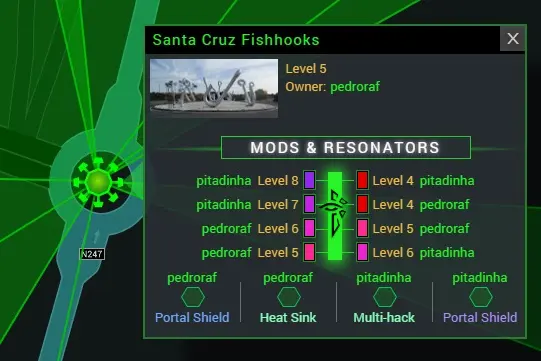 Santa Cruz Fishhooks X
Level 5
Owner: pedroraf
MODS & RESONATORS
pitadinha Level 8 Level 4 pitadinha
pitadinha Level 7 Level 4 pedroraf
pedroraf Level 6 Level 5 pedroraf
pedroraf Level 5 Level 6 pitadinha
N247
pedroraf pedroraf pitadinha pitadinha
Portal Shield Heat Sink Multi-hack Portal Shield